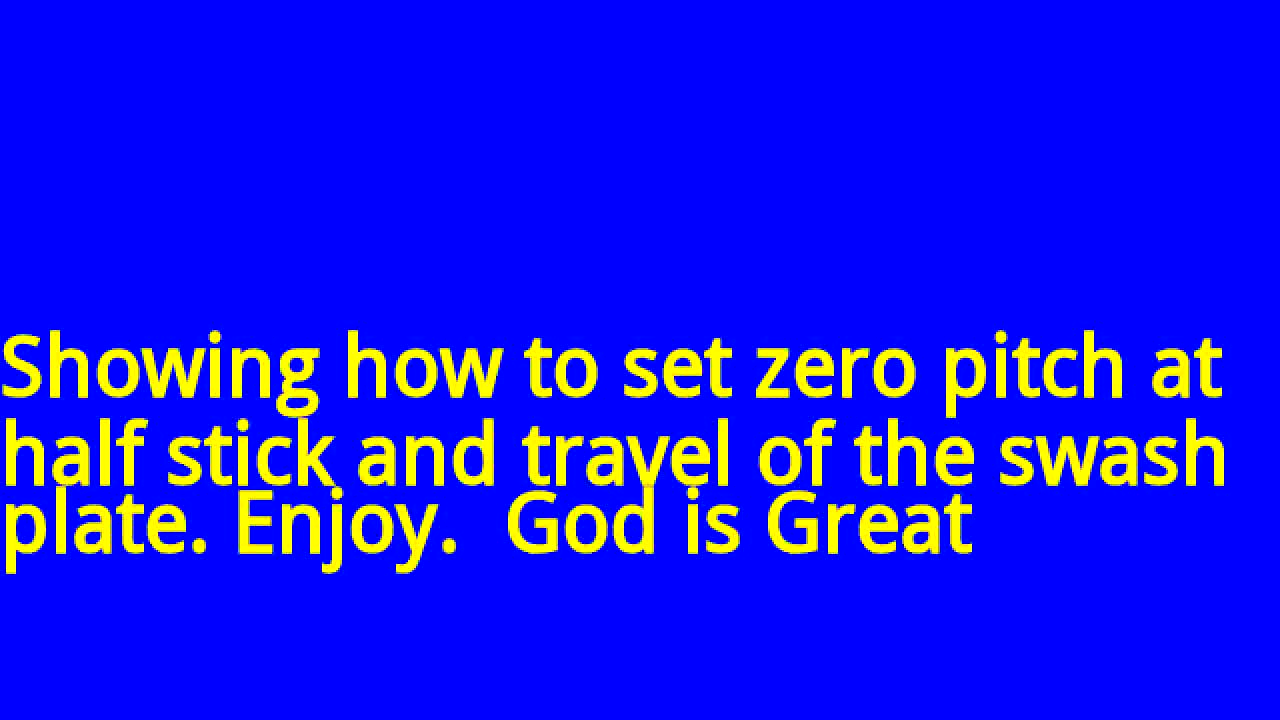 Showing how to set zero pitch at
half stick and travel of the swash
plate. Enjoy.  God is Great